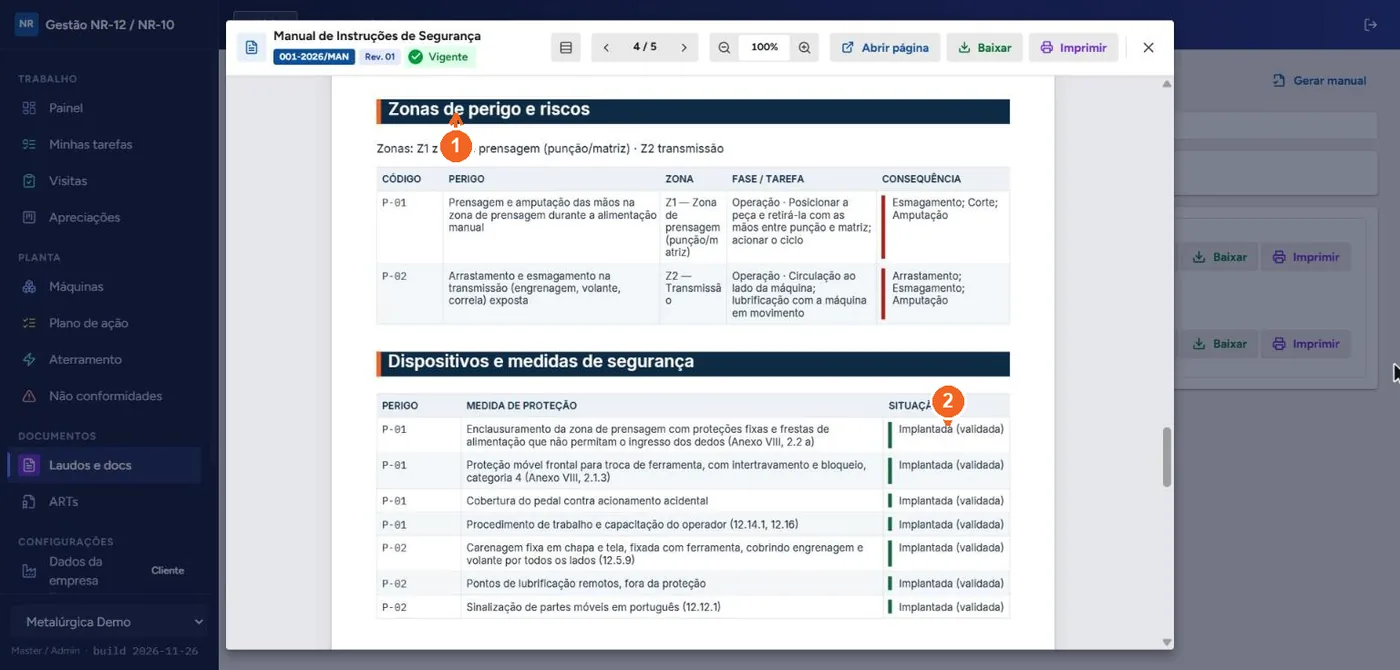 NR Gestão NR-12 / NR-10
TRABALHO
Painel
Minhas tarefas
Visitas
Apreciações
PLANTA
Máquinas
Plano de ação
Aterramento
Não conformidades
DOCUMENTOS
Laudos e docs
ARTs
CONFIGURAÇÕES
Dados da
empresa
Cliente
Metalúrgica Demo
Master / Admin · build 2026-11-26
Manual de Instruções de Segurança
001-2026/MAN Rev. 01 Vigente
4 / 5
100%
Abrir página
Baixar
Imprimir
Gerar manual
Baixar Imprimir
Baixar Imprimir
Zonas de perigo e riscos
1
Zonas: Z1 z prensagem (punção/matriz) · Z2 transmissão
CÓDIGO PERIGO ZONA FASE / TAREFA CONSEQUÊNCIA
P-01
Prensagem e amputação das mãos na
zona de prensagem durante a alimentação
manual
Z1 — Zona
de
prensagem
(punção/m
atriz)
Operação · Posicionar a
peça e retirá-la com as
mãos entre punção e matriz;
acionar o ciclo
Esmagamento; Corte;
Amputação
P-02
Arrastamento e esmagamento na
transmissão (engrenagem, volante,
correia) exposta
Z2 —
Transmissã
o
Operação · Circulação ao
lado da máquina;
lubrificação com a máquina
em movimento
Arrastamento;
Esmagamento;
Amputação
Dispositivos e medidas de segurança
PERIGO MEDIDA DE PROTEÇÃO SITUAÇÃ
2
P-01
Enclausuramento da zona de prensagem com proteções fixas e frestas de
alimentação que não permitam o ingresso dos dedos (Anexo VIII, 2.2 a)
Implantada (validada)
P-01
Proteção móvel frontal para troca de ferramenta, com intertravamento e bloqueio,
categoria 4 (Anexo VIII, 2.1.3)
Implantada (validada)
P-01 Cobertura do pedal contra acionamento acidental Implantada (validada)
P-01 Procedimento de trabalho e capacitação do operador (12.14.1, 12.16) Implantada (validada)
P-02
Carenagem fixa em chapa e tela, fixada com ferramenta, cobrindo engrenagem e
volante por todos os lados (12.5.9)
Implantada (validada)
P-02 Pontos de lubrificação remotos, fora da proteção Implantada (validada)
P-02 Sinalização de partes móveis em português (12.12.1) Implantada (validada)